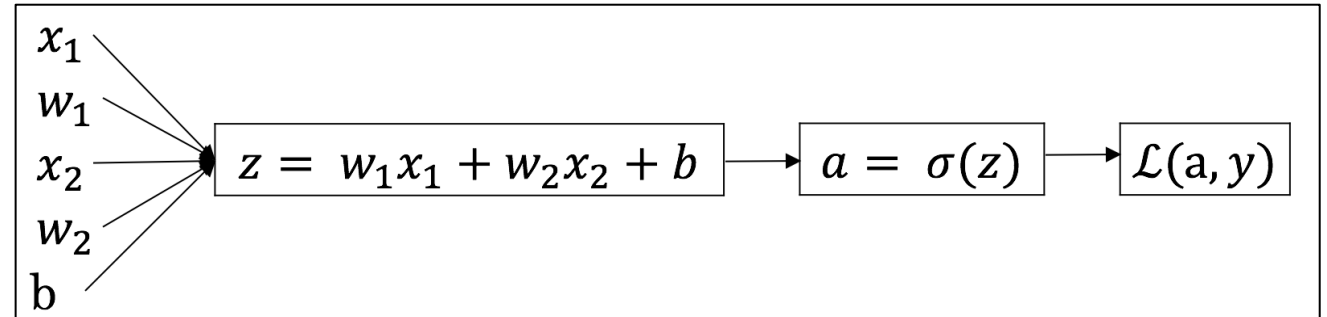 x₁
w₁
x₂
w₂
b
z = w₁x₁ + w₂x₂ + b
a = σ(z)
ℒ(a, y)